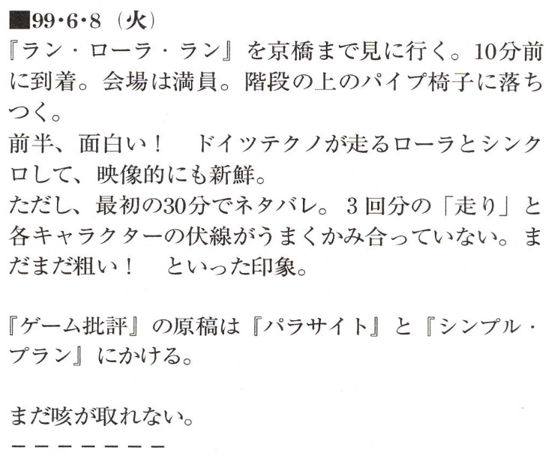 ■99・6・8（火）
『ラン・ローラ・ラン』を京橋まで見に行く。10分前
に到着。会場は満員。階段の上のパイプ椅子に落ち
つく。
前半、面白い！　ドイツテクノが走るローラとシンク
ロして、映像的にも新鮮。
ただし、最初の30分でネタバレ。３回分の「走り」と
各キャラクターの伏線がうまくかみ合っていない。ま
だまだ粗い！　といった印象。
『ゲーム批評』の原稿は『パラサイト』と『シンプル・
プラン』にかける。
まだ咳が取れない。
－－－－－－－